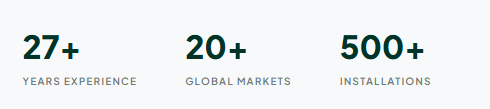 27+ 20+ 500+
YEARS EXPERIENCE GLOBAL MARKETS INSTALLATIONS